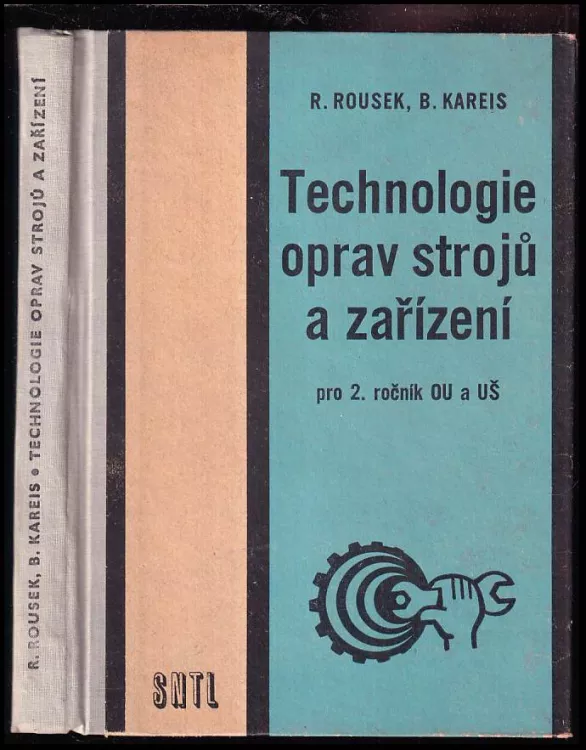 R. ROUSEK, B. KAREIS • TECHNOLOGIE OPRAV STROJŮ A ZAŘÍZENÍ
R. ROUSEK, B. KAREIS
Technologie
oprav strojů
a zařízení
pro 2. ročník OU a UŠ
SNTL